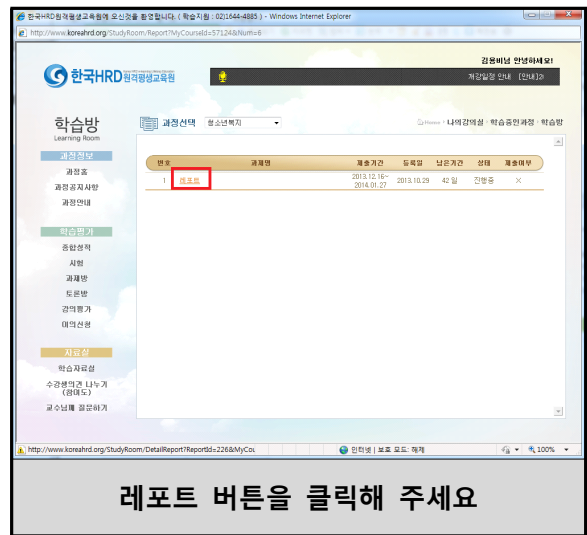 한국HRD원격평생교육원에 오신것을 환영합니다. ( 학습지원 : 02)1644-4885 ) - Windows Internet Explorer
http://www.koreahrd.org/StudyRoom/Report?MyCourseId=57124&Num=6
김용비님 안녕하세요!
한국HRD원격평생교육원
개강일정 안내 [안내]
학습방
Learning Room
과정선택 청소년복지
Home > 나의강의실 > 학습중인과정 > 학습방
과정정보
과정홈
과정공지사항
과정안내
학습평가
종합성적
시험
과제방
토론방
강의평가
이의신청
자료실
학습자료실
수강생의견 나누기
(참여도)
교수님께 질문하기
번호 과제명 제출기간 등록일 남은기간 상태 제출여부
1 레포트 2013.12.16~ 2013.10.29 42 일 진행중 ×
2014.01.27
http://www.koreahrd.org/StudyRoom/DetailReport?ReportId=226&MyCou
인터넷 | 보호 모드: 해제
100%
레포트 버튼을 클릭해 주세요